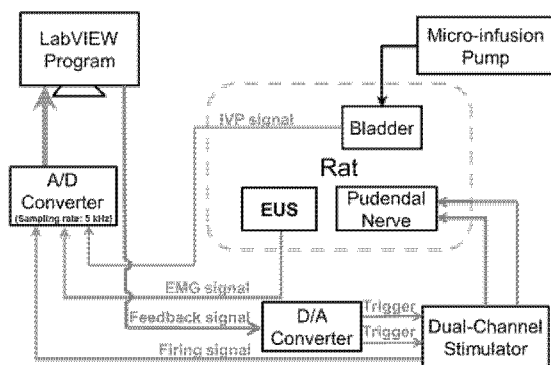 LabVIEW
Program
Micro-infusion
Pump
IVP signal
Bladder
Rat
A/D
Converter
(Sampling rate: 5 kHz)
EUS
Pudendal
Nerve
EMG signal
Feedback signal
D/A
Converter
Trigger
Trigger
Dual-Channel
Stimulator
Firing signal